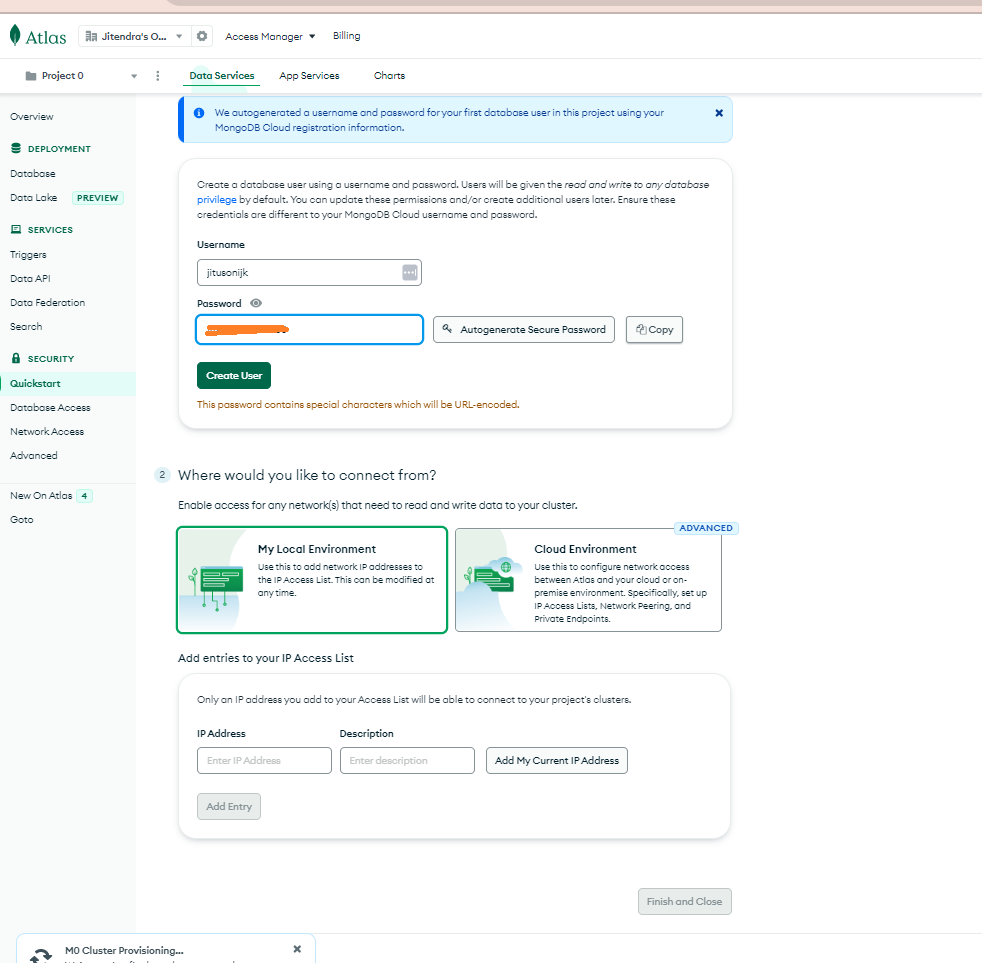 Atlas
Jitendra's O...
Access Manager
Billing
Project 0
Data Services
App Services
Charts
Overview
DEPLOYMENT
Database
Data Lake
PREVIEW
SERVICES
Triggers
Data API
Data Federation
Search
SECURITY
Quickstart
Database Access
Network Access
Advanced
New On Atlas
4
Goto
We autogenerated a username and password for your first database user in this project using your
MongoDB Cloud registration information.
Create a database user using a username and password. Users will be given the read and write to any database
privilege by default. You can update these permissions and/or create additional users later. Ensure these
credentials are different to your MongoDB Cloud username and password.
Username
jitusonijk
Password
Autogenerate Secure Password
Copy
Create User
This password contains special characters which will be URL-encoded.
2
Where would you like to connect from?
Enable access for any network(s) that need to read and write data to your cluster.
My Local Environment
Use this to add network IP addresses to
the IP Access List. This can be modified at
any time.
ADVANCED
Cloud Environment
Use this to configure network access
between Atlas and your cloud or on-
premise environment. Specifically, set up
IP Access Lists, Network Peering, and
Private Endpoints.
Add entries to your IP Access List
Only an IP address you add to your Access List will be able to connect to your project's clusters.
IP Address
Description
Enter IP Address
Enter description
Add My Current IP Address
Add Entry
Finish and Close
M0 Cluster Provisioning...